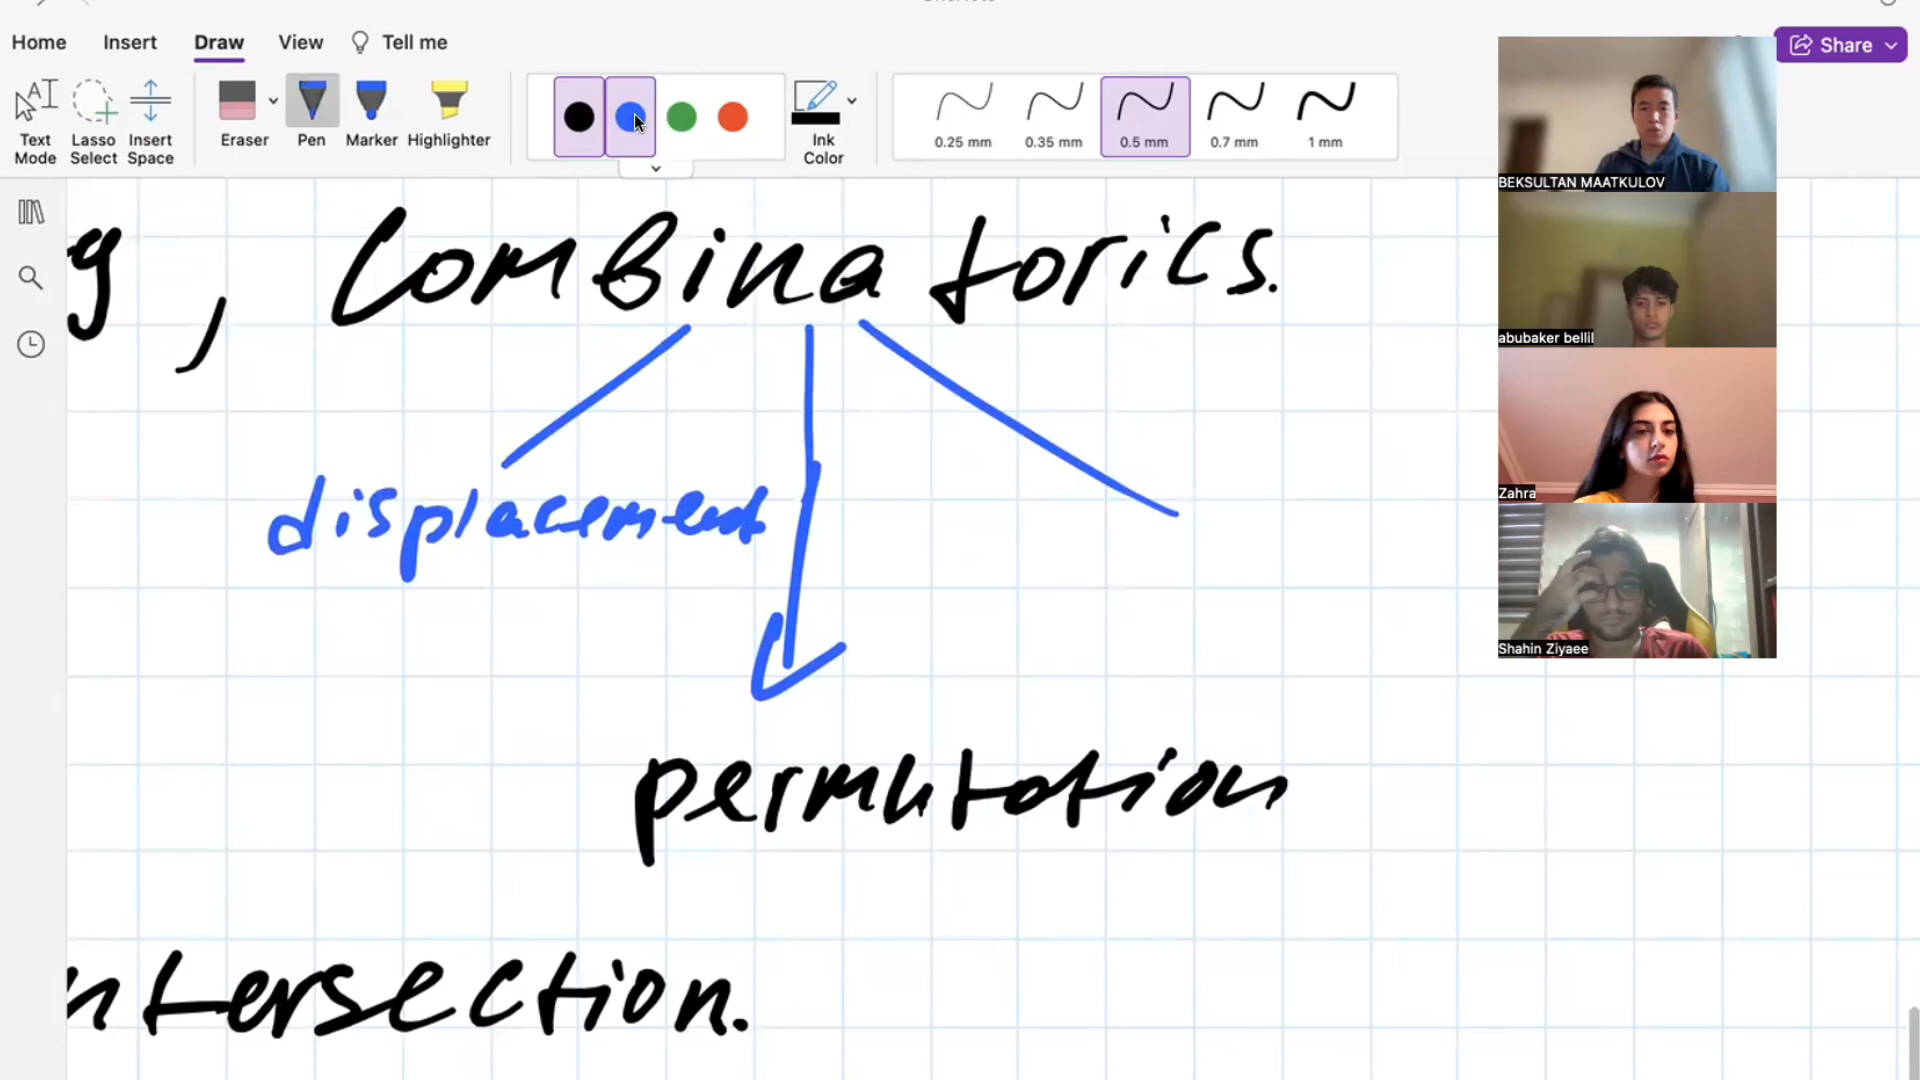 Home Insert Draw View Tell me
Share
Text Mode
Lasso Select
Insert Space
Eraser
Pen
Marker
Highlighter
Ink Color
0.25 mm
0.35 mm
0.5 mm
0.7 mm
1 mm
BEKSULTAN MAATKULOV
abubaker bellil
Zahra
Shahin Ziyaee
g, Combinatorics.
displacement
permutation
ntersection.